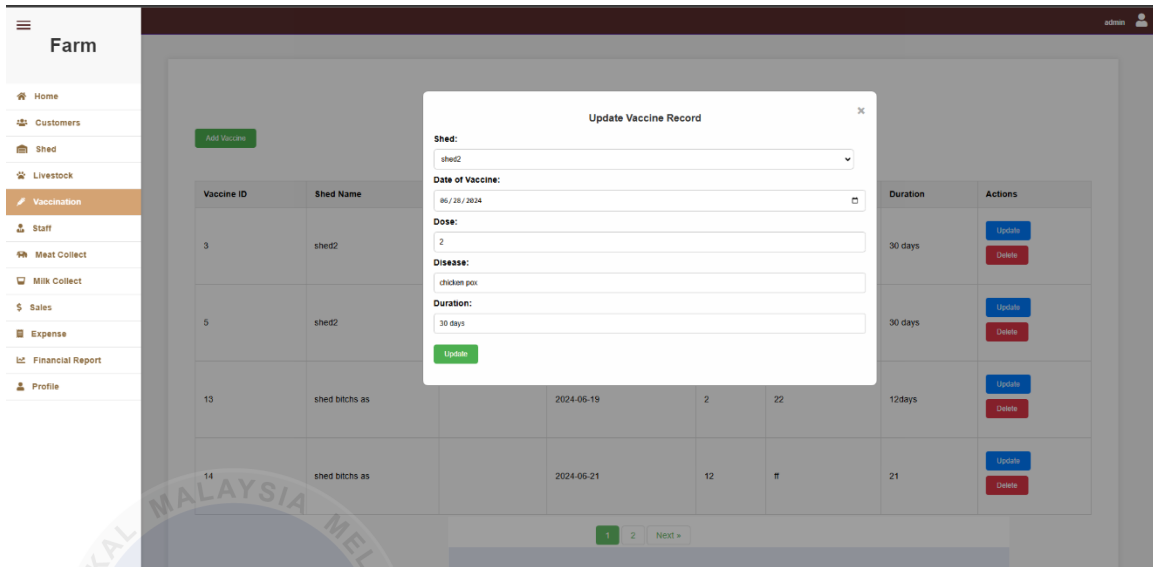 admin
Farm
Home
Customers
Shed
Livestock
Vaccination
Staff
Meat Collect
Milk Collect
$ Sales
Expense
Financial Report
Profile
Add Vaccine
Update Vaccine Record
×
Shed:
shed2
Date of Vaccine:
06/28/2024
Dose:
2
Disease:
chicken pox
Duration:
30 days
Update
Vaccine ID Shed Name Duration Actions
3 shed2 30 days Update Delete
5 shed2 30 days Update Delete
13 shed bitchs as 2024-06-19 2 22 12days Update Delete
14 shed bitchs as 2024-06-21 12 ff 21 Update Delete
1 2 Next »
KAL MALAYSIA MEL